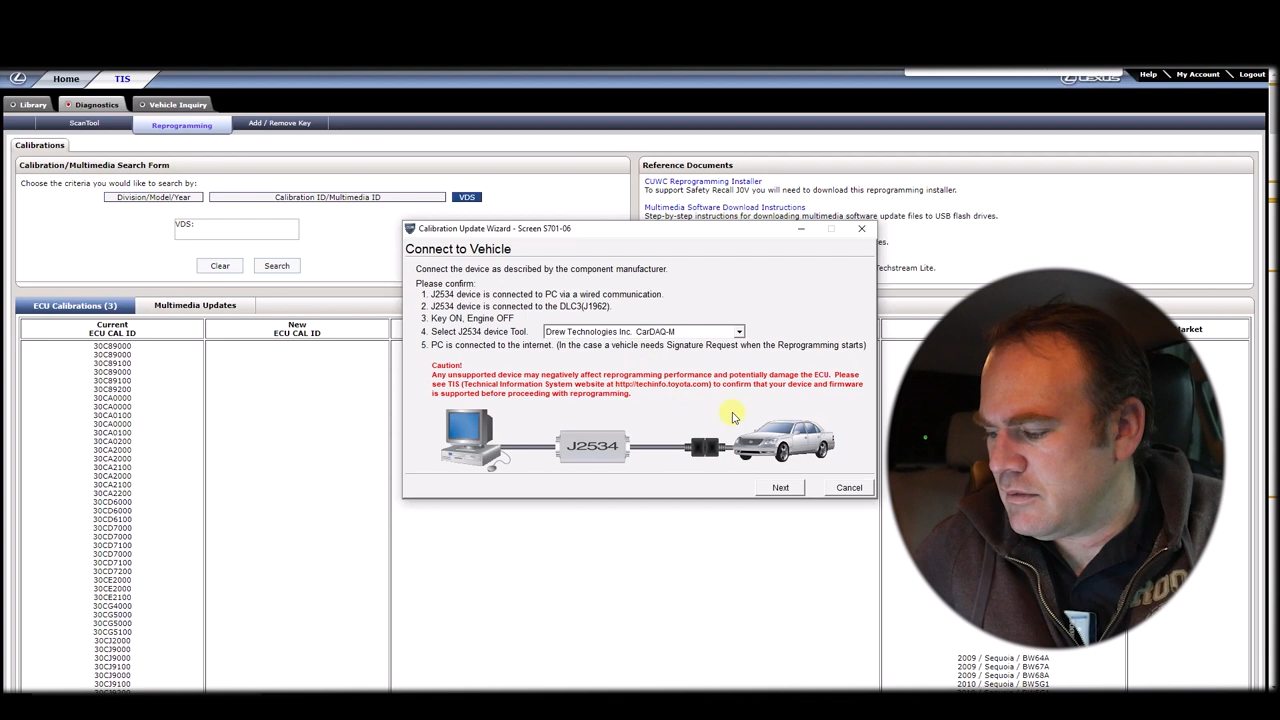 Home
TIS
LEXUS
Help
My Account
Logout
Library
Diagnostics
Vehicle Inquiry
ScanTool
Reprogramming
Add / Remove Key
Calibrations
Calibration/Multimedia Search Form
Choose the criteria you would like to search by:
Division/Model/Year
Calibration ID/Multimedia ID
VDS
VDS:
Clear
Search
Reference Documents
CUWC Reprogramming Installer
To support Safety Recall J0V you will need to download this reprogramming installer.
Multimedia Software Download Instructions
Step-by-step instructions for downloading multimedia software update files to USB flash drives.
Techstream Lite.
Calibration Update Wizard - Screen S701-06
Connect to Vehicle
Connect the device as described by the component manufacturer.
Please confirm:
1. J2534 device is connected to PC via a wired communication.
2. J2534 device is connected to the DLC3(J1962).
3. Key ON, Engine OFF
4. Select J2534 device Tool. Drew Technologies Inc. CarDAQ-M
5. PC is connected to the internet. (In the case a vehicle needs Signature Request when the Reprogramming starts)
Caution!
Any unsupported device may negatively affect reprogramming performance and potentially damage the ECU. Please
see TIS (Technical Information System website at http://techinfo.toyota.com) to confirm that your device and firmware
is supported before proceeding with reprogramming.
J2534
Next
Cancel
ECU Calibrations (3)
Multimedia Updates
Current
ECU CAL ID
New
ECU CAL ID
30C89000
30C89000
30C89100
30C89000
30C89100
30C89200
30CA0000
30CA0100
30CA0000
30CA0100
30CA0200
30CA2000
30CA2000
30CA2100
30CA2000
30CA2100
30CA2200
30CD6000
30CD6000
30CD6100
30CD7000
30CD7000
30CD7100
30CD7000
30CD7100
30CD7200
30CE2000
30CE2000
30CE2100
30CG4000
30CG5000
30CG5000
30CG5100
30CJ2000
30CJ9000
30CJ9100
30CJ9000
30CJ9100
2009 / Sequoia / BW64A
2009 / Sequoia / BW67A
2009 / Sequoia / BW68A
2010 / Sequoia / BW5G1